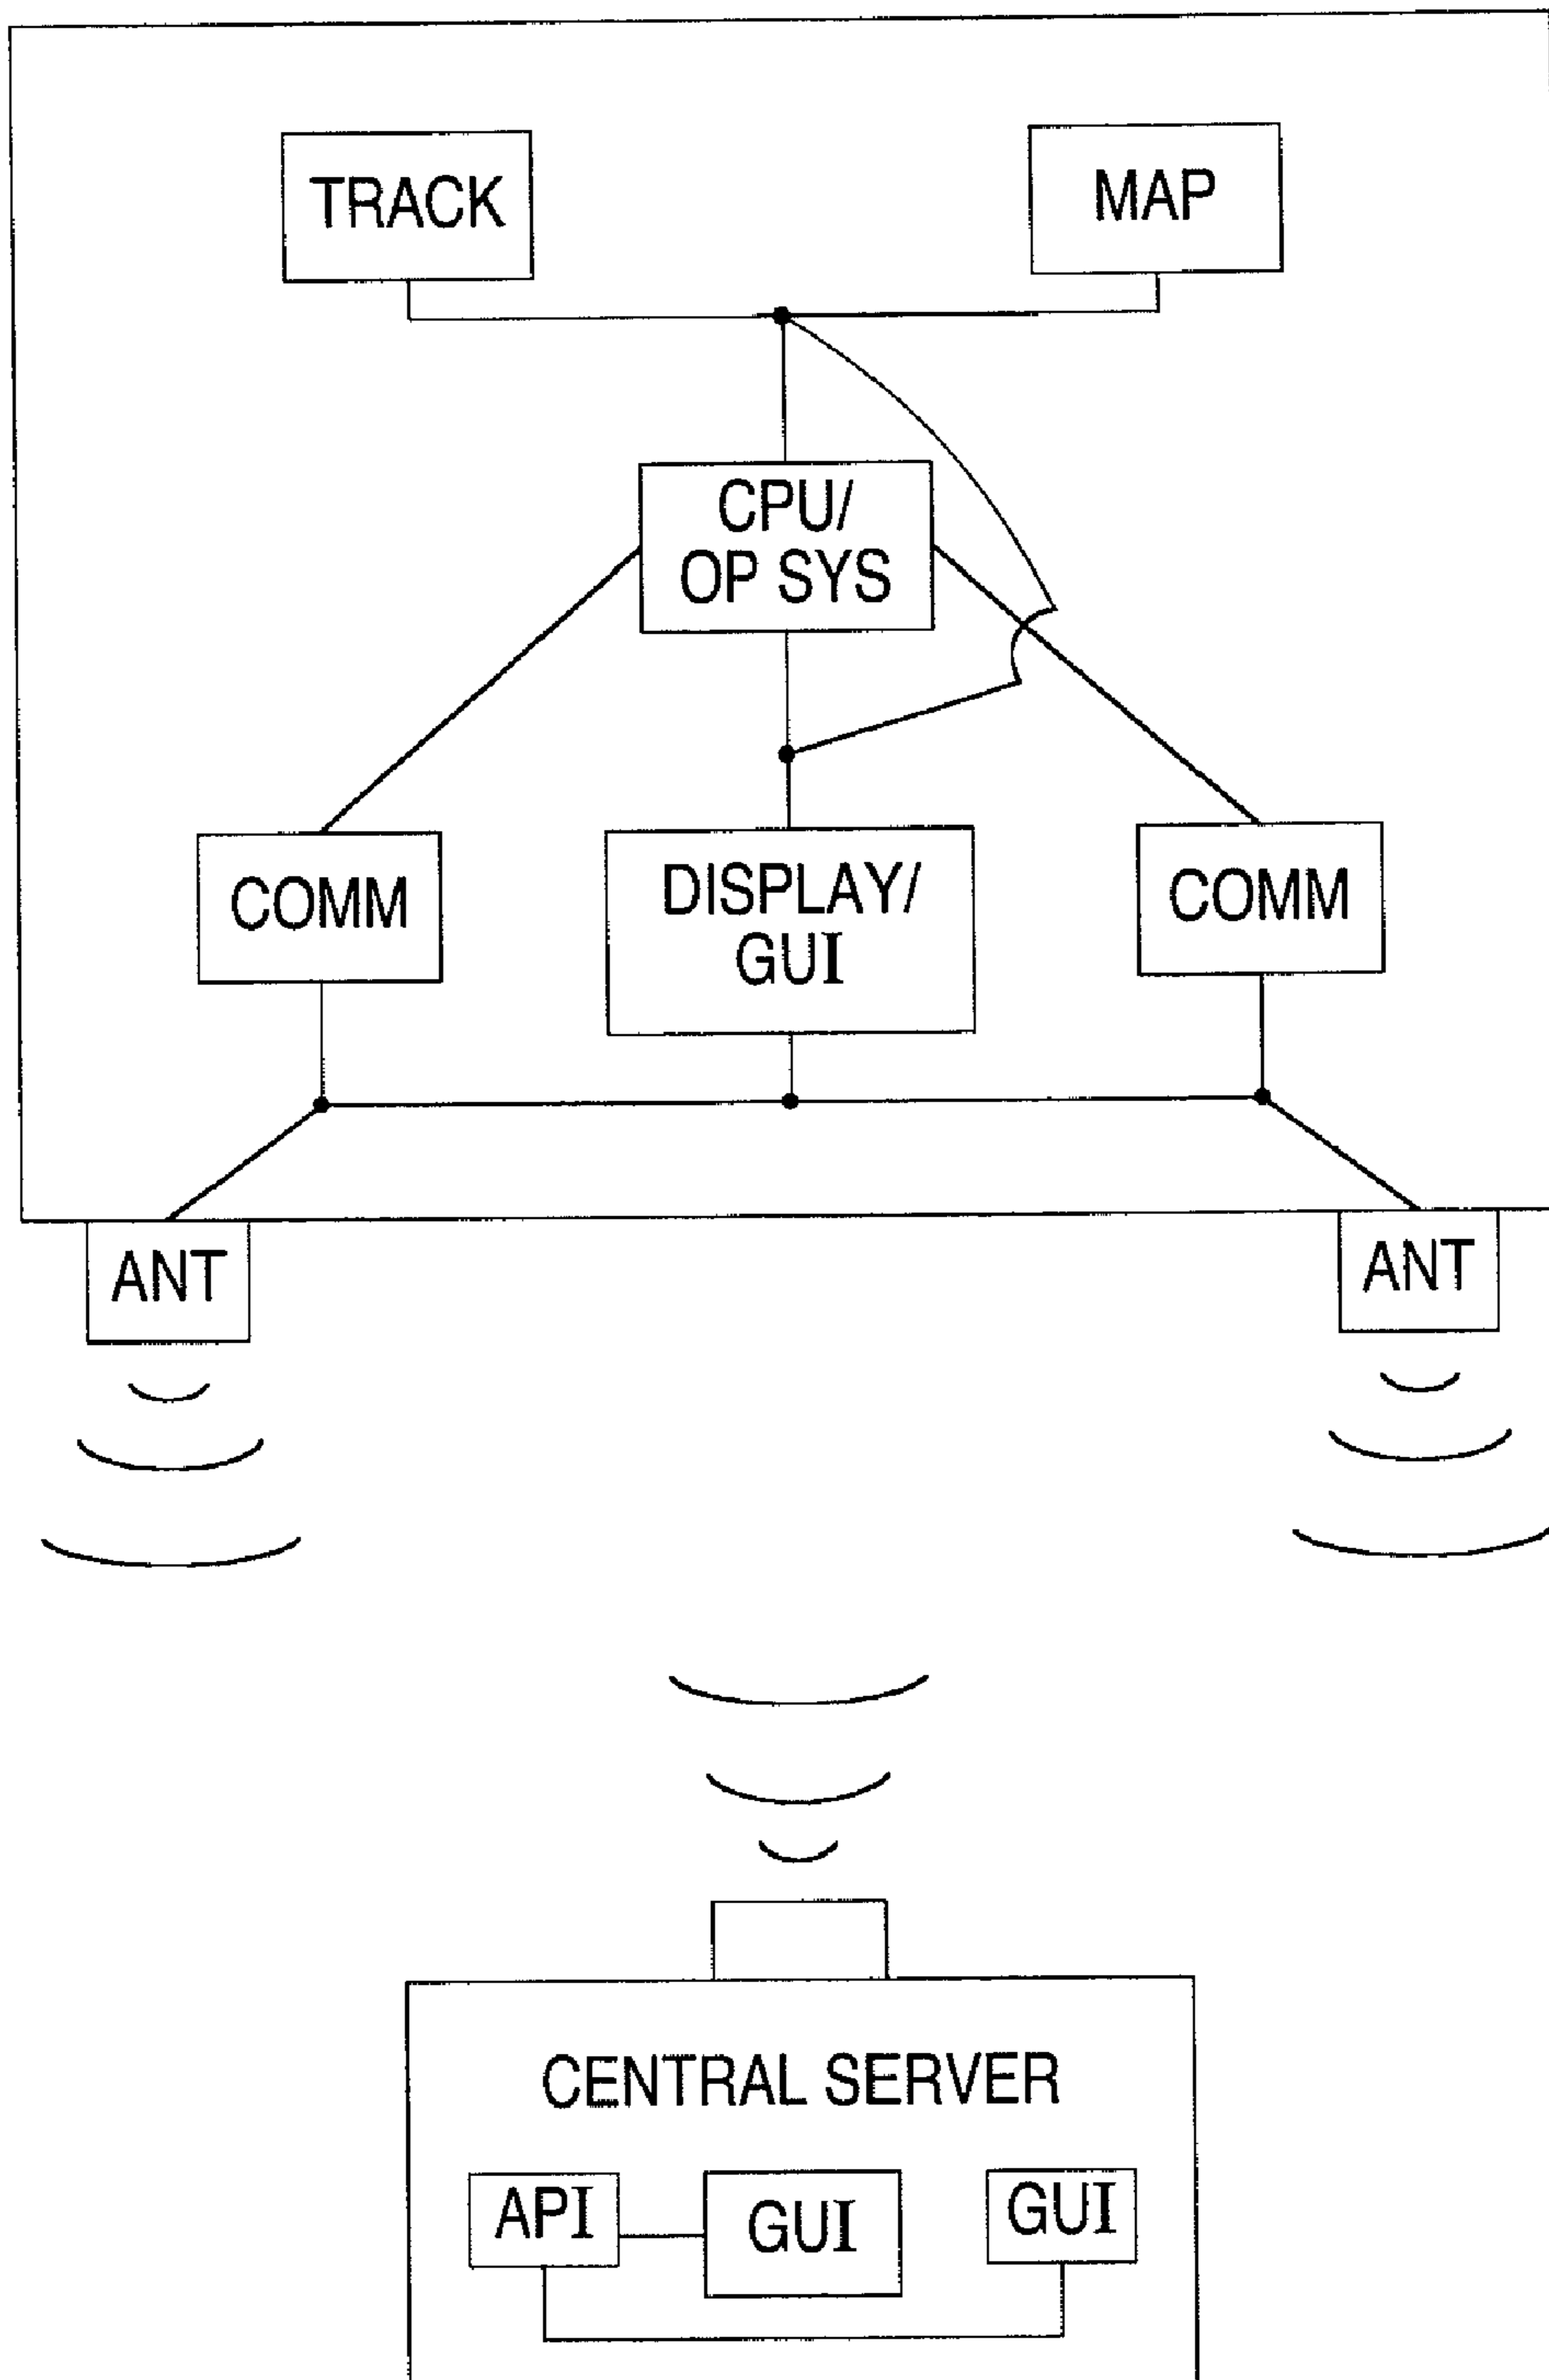 TRACK
MAP
CPU/
OP SYS
COMM
DISPLAY/
GUI
COMM
ANT
ANT
CENTRAL SERVER
API
GUI
GUI